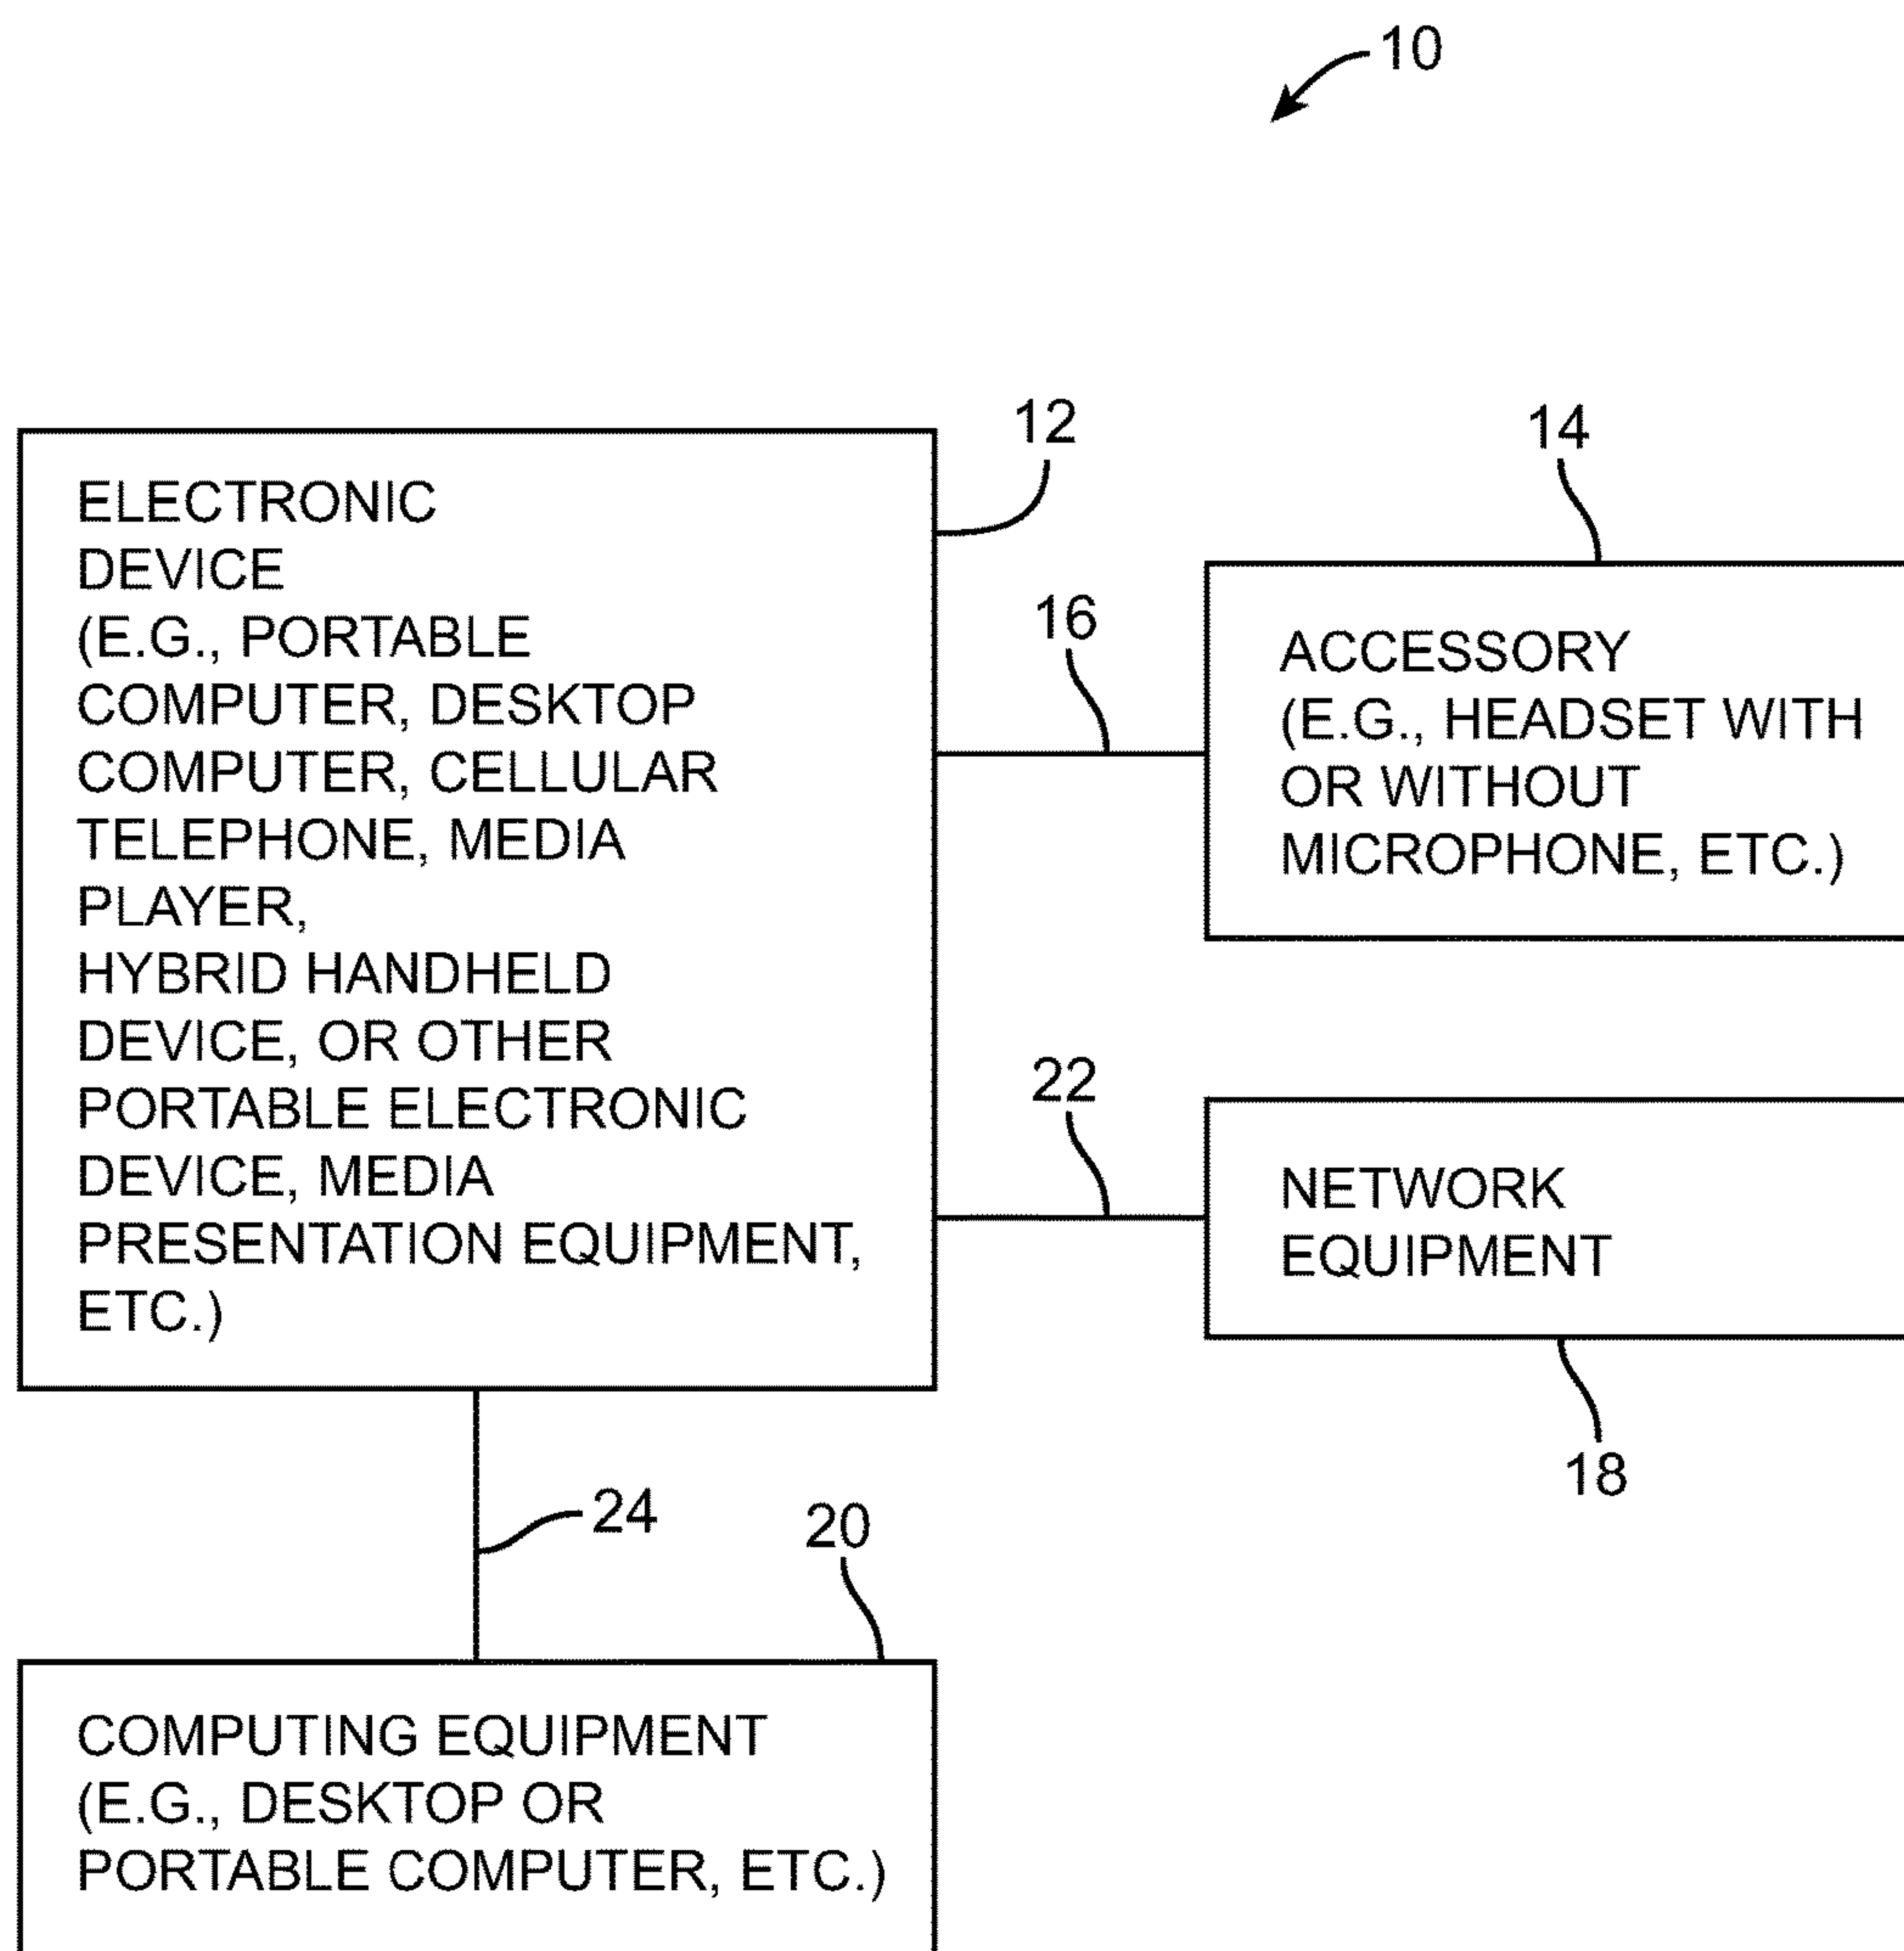 10
12
ELECTRONIC
DEVICE
(E.G., PORTABLE
COMPUTER, DESKTOP
COMPUTER, CELLULAR
TELEPHONE, MEDIA
PLAYER,
HYBRID HANDHELD
DEVICE, OR OTHER
PORTABLE ELECTRONIC
DEVICE, MEDIA
PRESENTATION EQUIPMENT,
ETC.)
14
16
ACCESSORY
(E.G., HEADSET WITH
OR WITHOUT
MICROPHONE, ETC.)
22
NETWORK
EQUIPMENT
18
24
20
COMPUTING EQUIPMENT
(E.G., DESKTOP OR
PORTABLE COMPUTER, ETC.)